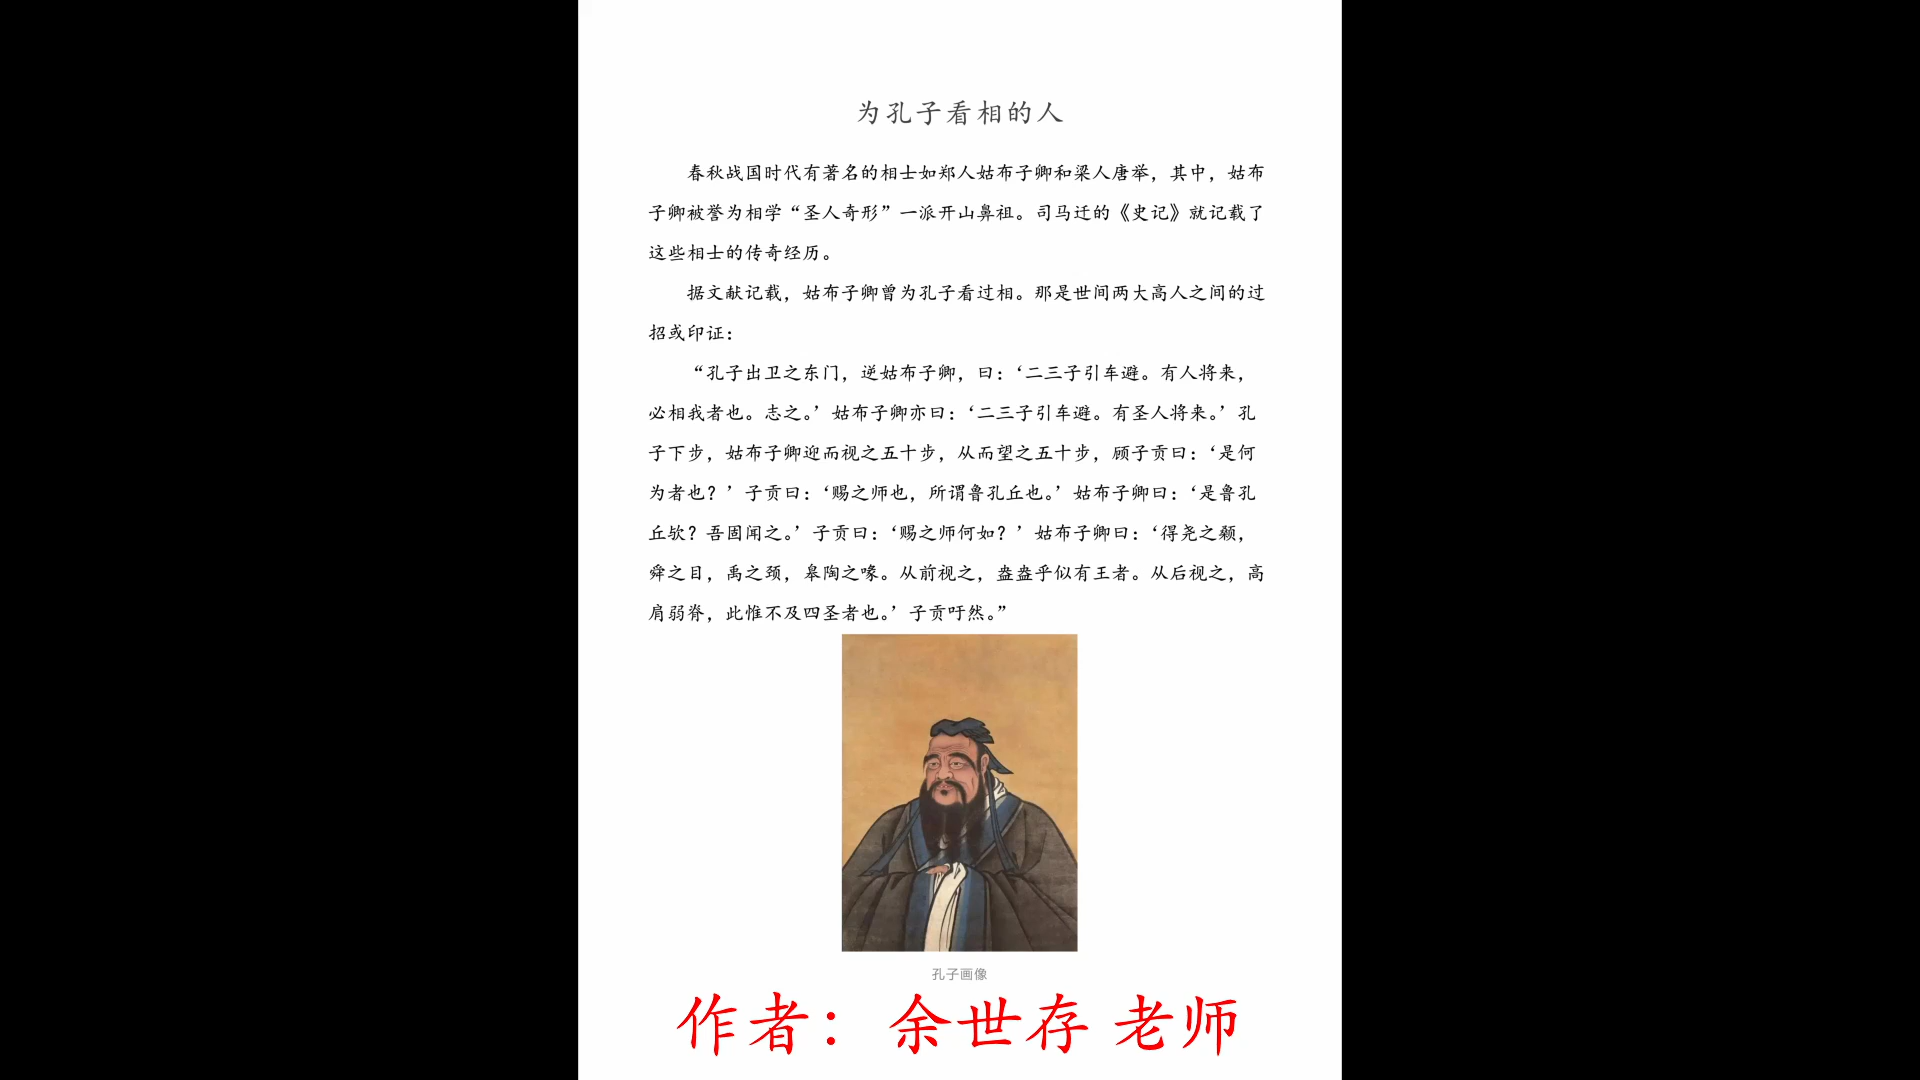 为孔子看相的人
春秋战国时代有著名的相士如郑人姑布子卿和梁人唐举，其中，姑布
子卿被誉为相学“圣人奇形”一派开山鼻祖。司马迁的《史记》就记载了
这些相士的传奇经历。
据文献记载，姑布子卿曾为孔子看过相。那是世间两大高人之间的过
招或印证：
“孔子出卫之东门，逆姑布子卿，曰：‘二三子引车避。有人将来，
必相我者也。志之。’姑布子卿亦曰：‘二三子引车避。有圣人将来。’孔
子下步，姑布子卿迎而视之五十步，从而望之五十步，顾子贡曰：‘是何
为者也？’子贡曰：‘赐之师也，所谓鲁孔丘也。’姑布子卿曰：‘是鲁孔
丘欤？吾固闻之。’子贡曰：‘赐之师何如？’姑布子卿曰：‘得尧之颡，
舜之目，禹之颈，皋陶之喙。从前视之，盎盎乎似有王者。从后视之，高
肩弱脊，此惟不及四圣者也。’子贡吁然。”
孔子画像
作者：余世存 老师